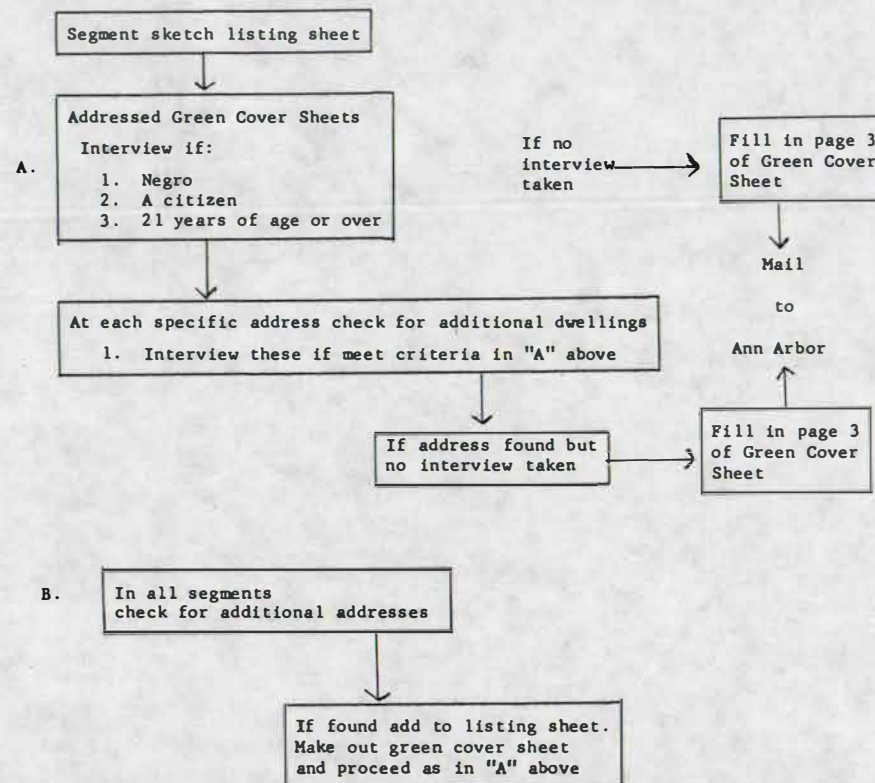 Segment sketch listing sheet
A.
Addressed Green Cover Sheets
Interview if:
1. Negro
2. A citizen
3. 21 years of age or over
If no
interview
taken
Fill in page 3
of Green Cover
Sheet
Mail
to
Ann Arbor
At each specific address check for additional dwellings
1. Interview these if meet criteria in "A" above
If address found but
no interview taken
Fill in page 3
of Green Cover
Sheet
B.
In all segments
check for additional addresses
If found add to listing sheet.
Make out green cover sheet
and proceed as in "A" above